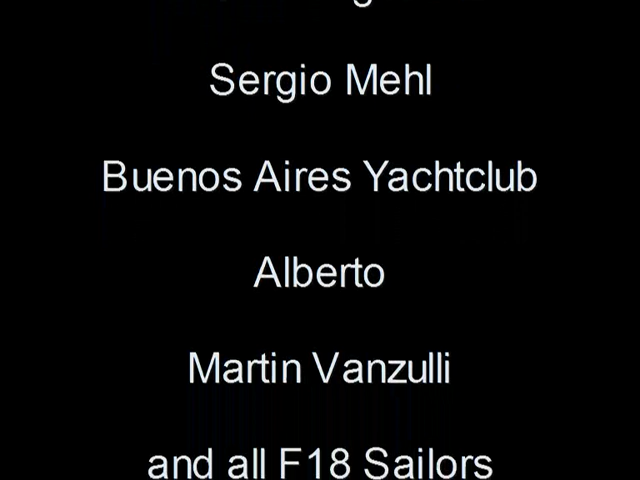 Sergio Mehl
Buenos Aires Yachtclub
Alberto
Martin Vanzulli
and all F18 Sailors